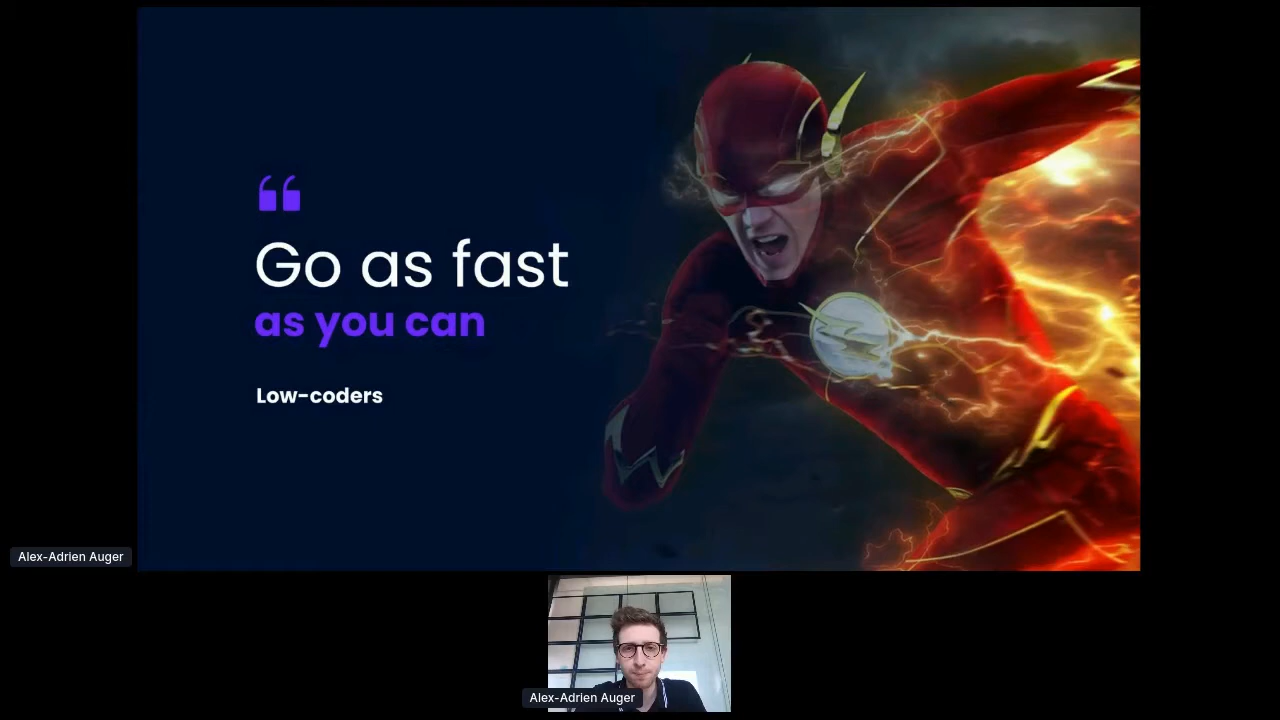 “
Go as fast
as you can
Low-coders
Alex-Adrien Auger
Alex-Adrien Auger